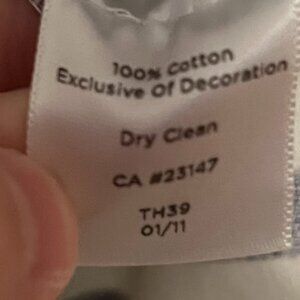 100% Cotton
Exclusive Of Decoration
Dry Clean
CA #23147
TH39
01/11